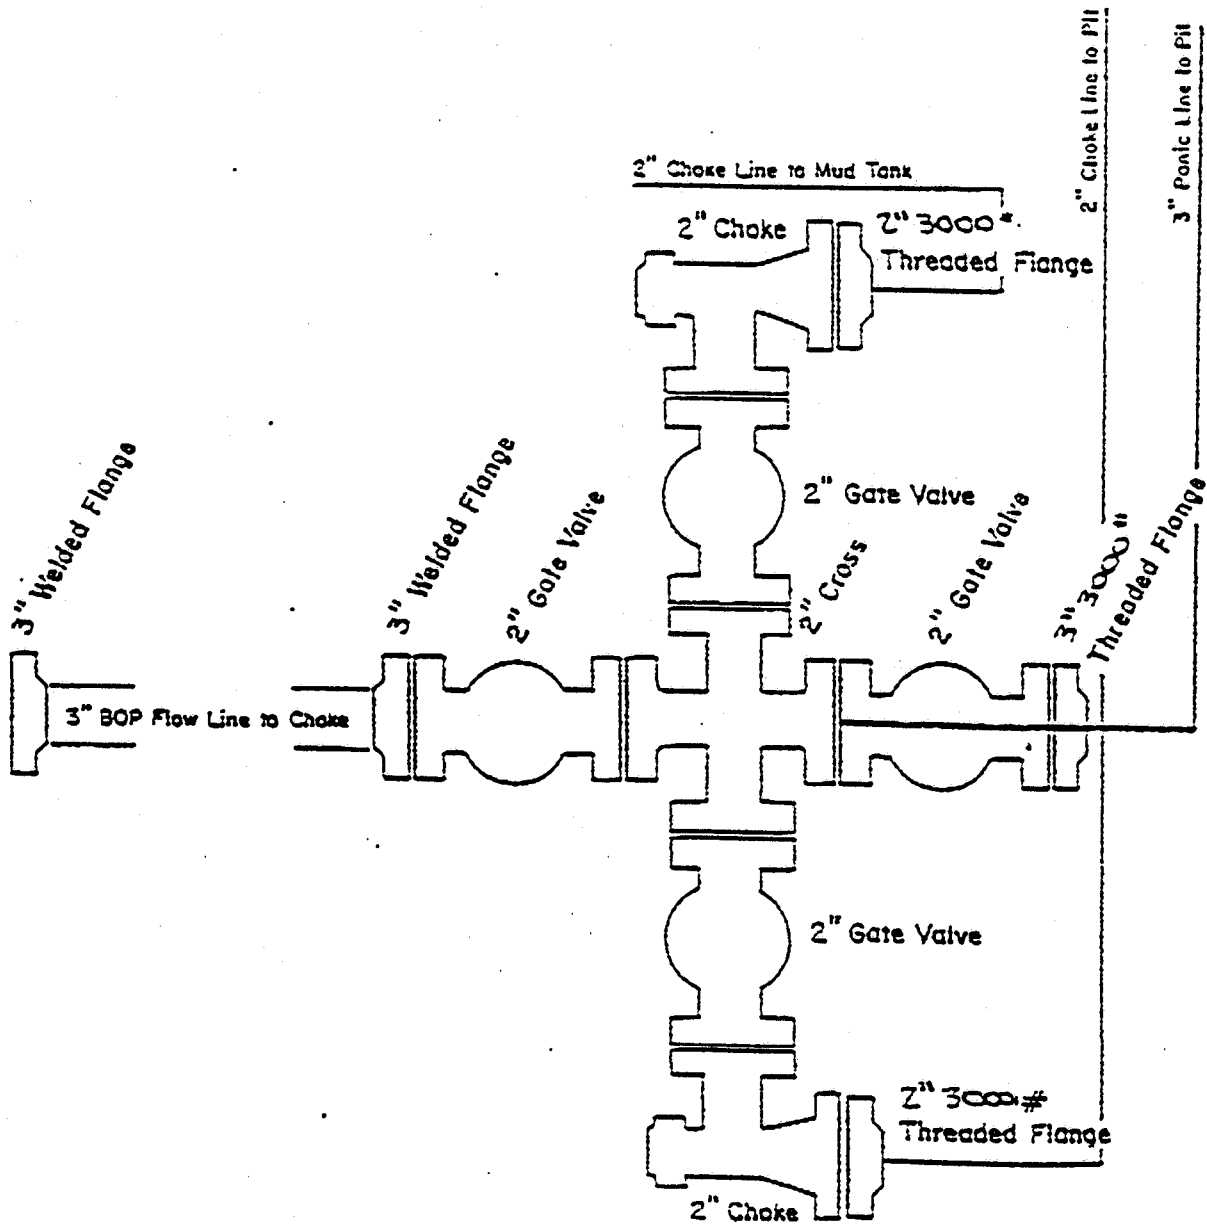 2" Choke Line to Pit
3" Panic Line to Pit
2" Choke Line to Mud Tank
2" Choke
2" 3000 #
Threaded Flange
3" Welded Flange
3" Welded Flange
2" Gate Valve
2" Gate Valve
2" Cross
2" Gate Valve
3" 3000 #
Threaded Flange
3" BOP Flow Line to Choke
2" Gate Valve
2" 3000 #
Threaded Flange
2" Choke